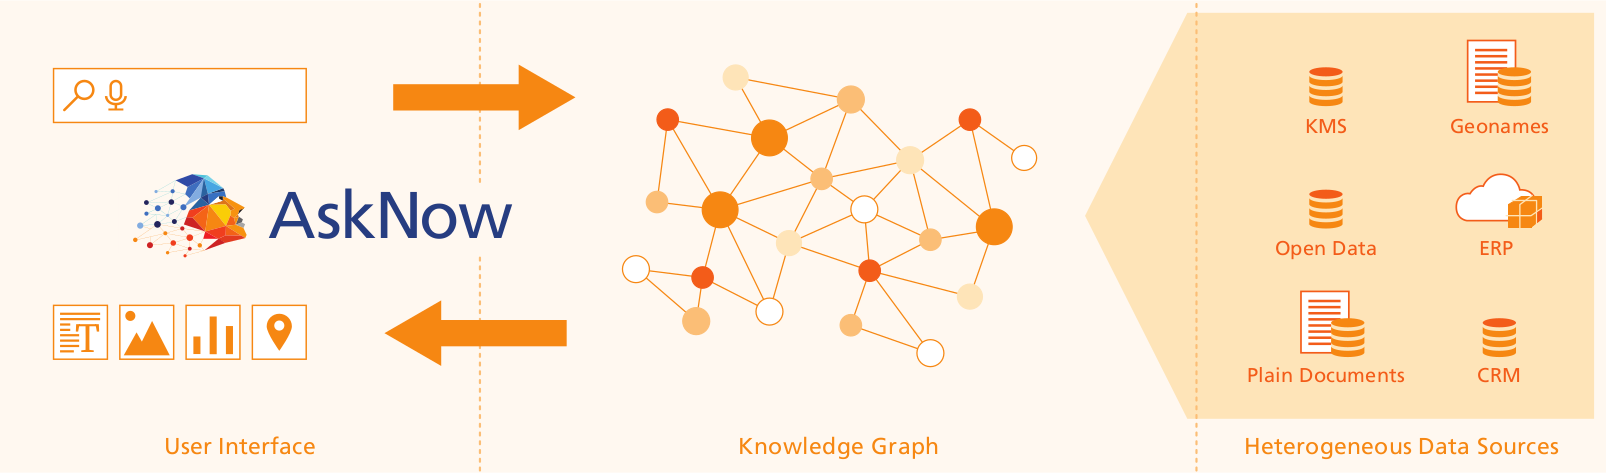 AskNow
T
User Interface
Knowledge Graph
KMS
Geonames
Open Data
ERP
Plain Documents
CRM
Heterogeneous Data Sources